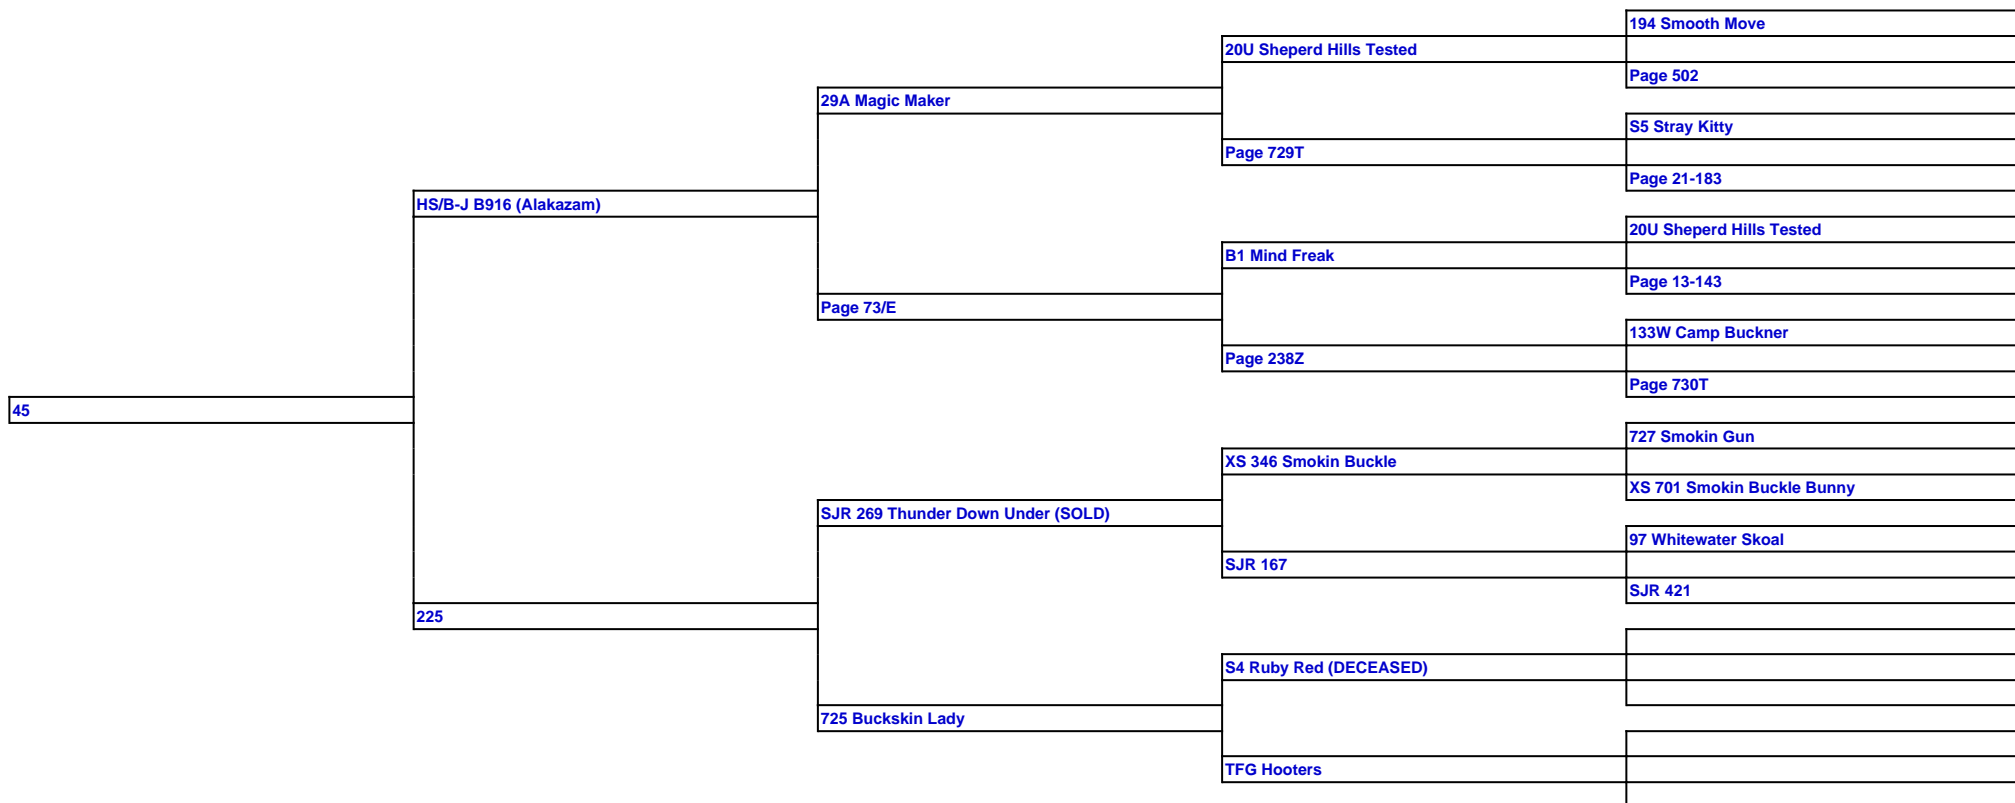 194 Smooth Move
20U Sheperd Hills Tested
Page 502
29A Magic Maker
S5 Stray Kitty
Page 729T
Page 21-183
HS/B-J B916 (Alakazam)
20U Sheperd Hills Tested
B1 Mind Freak
Page 13-143
Page 73/E
133W Camp Buckner
Page 238Z
Page 730T
45
727 Smokin Gun
XS 346 Smokin Buckle
XS 701 Smokin Buckle Bunny
SJR 269 Thunder Down Under (SOLD)
97 Whitewater Skoal
SJR 167
SJR 421
225
S4 Ruby Red (DECEASED)
725 Buckskin Lady
TFG Hooters